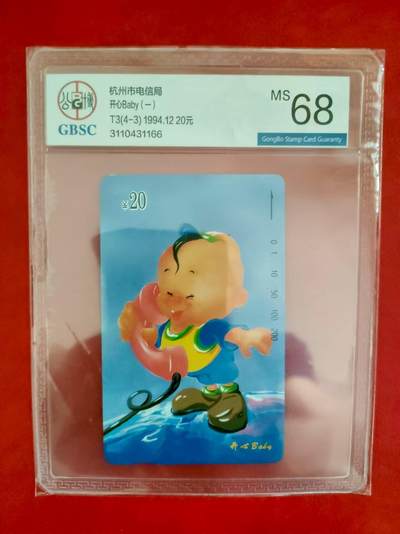 公博
GBSC
杭州市电信局
开心Baby(一)
T3(4-3) 1994.12 20元
3110431166
MS 68
GongBo Stamp Card Guaranty
¥20
0 1 10 50 100 200
开心Baby